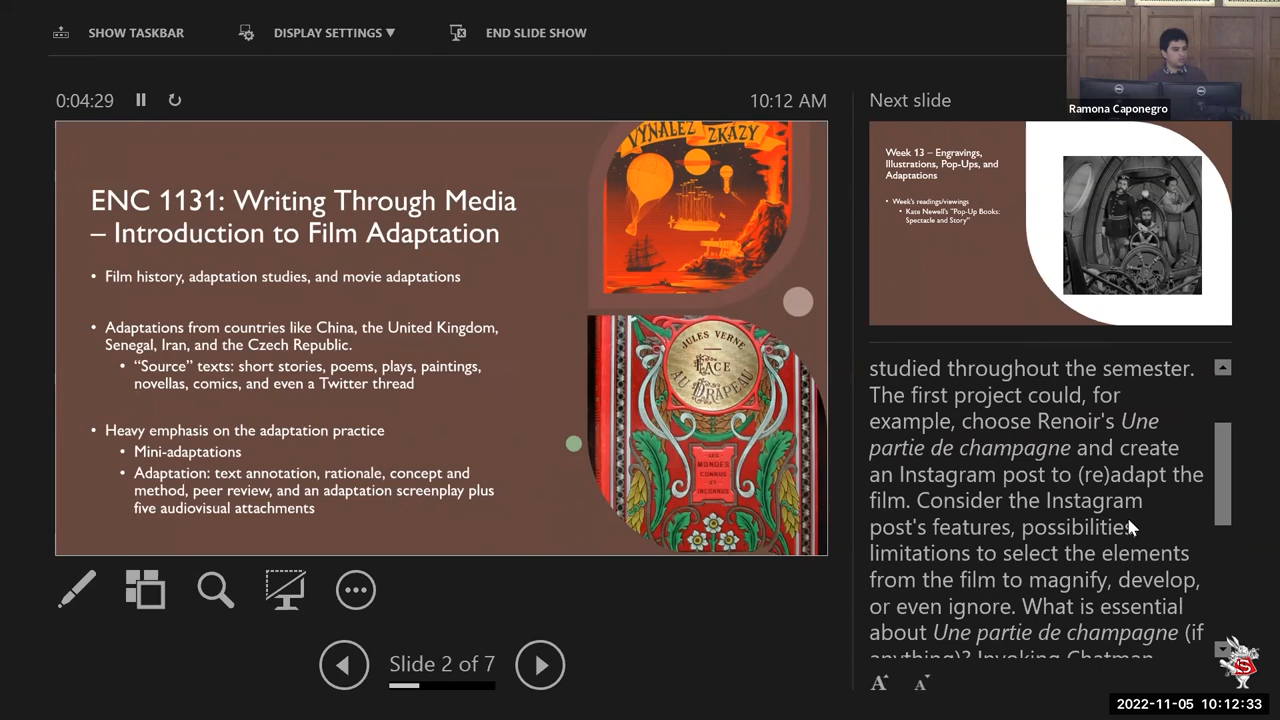 SHOW TASKBAR
DISPLAY SETTINGS ▼
END SLIDE SHOW
Ramona Caponegro
0:04:29
10:12 AM
VYNÁLEZ ZKÁZY
ENC 1131: Writing Through Media
– Introduction to Film Adaptation
• Film history, adaptation studies, and movie adaptations
• Adaptations from countries like China, the United Kingdom,
Senegal, Iran, and the Czech Republic.
• “Source” texts: short stories, poems, plays, paintings,
novellas, comics, and even a Twitter thread
• Heavy emphasis on the adaptation practice
• Mini-adaptations
• Adaptation: text annotation, rationale, concept and
method, peer review, and an adaptation screenplay plus
five audiovisual attachments
JULES VERNE
FACE
AU DRAPEAU
LES
MONDES
CONNUS
ET
INCONNUS
Slide 2 of 7
Next slide
Week 13 – Engravings,
Illustrations, Pop-Ups, and
Adaptations
• Week's readings/viewings
• Kate Newell's "Pop-Up Books:
Spectacle and Story"
studied throughout the semester.
The first project could, for
example, choose Renoir's Une
partie de champagne and create
an Instagram post to (re)adapt the
film. Consider the Instagram
post's features, possibilities
limitations to select the elements
from the film to magnify, develop,
or even ignore. What is essential
about Une partie de champagne (if
anything)? Invoking Chatman
A A
S
2022-11-05 10:12:33